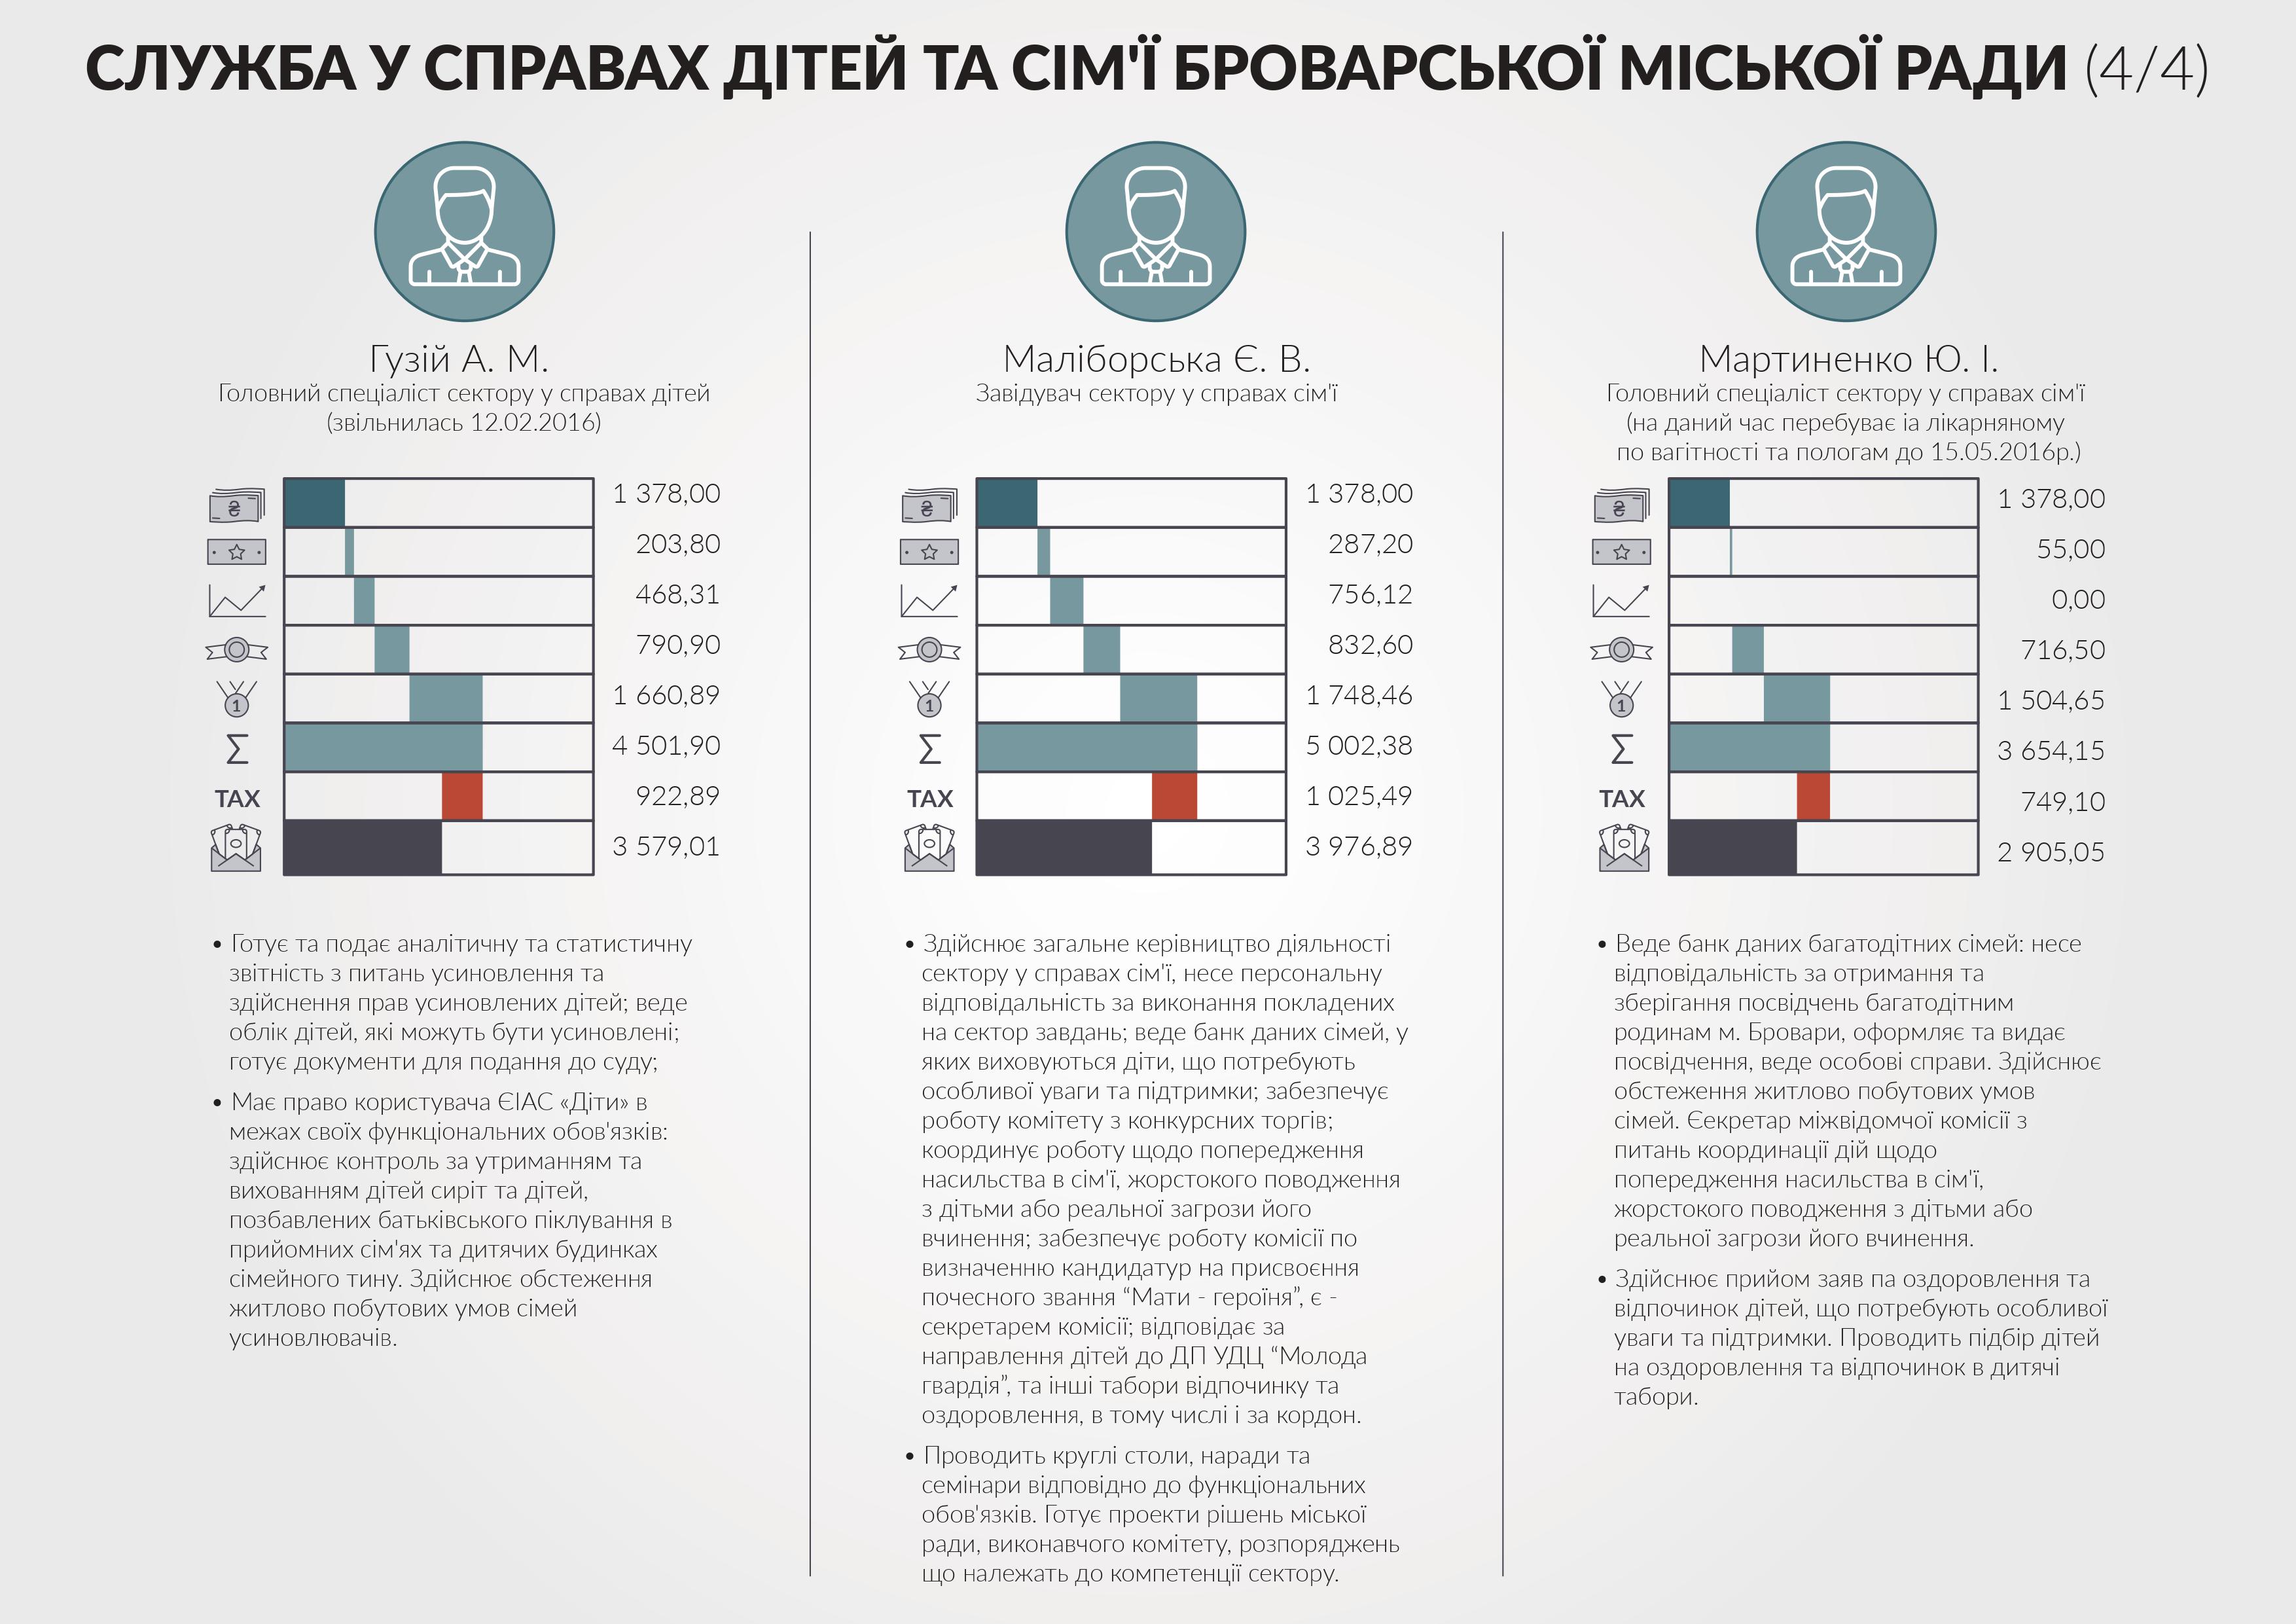 СЛУЖБА У СПРАВАХ ДІТЕЙ ТА СІМ'Ї БРОВАРСЬКОЇ МІСЬКОЇ РАДИ (4/4)
Гузій А. М.
Головний спеціаліст сектору у справах дітей
(звільнилась 12.02.2016)
₴
1 378,00
203,80
468,31
790,90
1
1 660,89
Σ
4 501,90
TAX
922,89
3 579,01
• Готує та подає аналітичну та статистичну
звітність з питань усиновлення та
здійснення прав усиновлених дітей; веде
облік дітей, які можуть бути усиновлені;
готує документи для подання до суду;
• Має право користувача ЄІАС «Діти» в
межах своїх функціональних обов'язків:
здійснює контроль за утриманням та
вихованням дітей сиріт та дітей,
позбавлених батьківського піклування в
прийомних сім'ях та дитячих будинках
сімейного тину. Здійснює обстеження
житлово побутових умов сімей
усиновлювачів.
Маліборська Є. В.
Завідувач сектору у справах сім'ї
₴
1 378,00
287,20
756,12
832,60
1
1 748,46
Σ
5 002,38
TAX
1 025,49
3 976,89
• Здійснює загальне керівництво діяльності
сектору у справах сім'ї, несе персональну
відповідальність за виконання покладених
на сектор завдань; веде банк даних сімей, у
яких виховуються діти, що потребують
особливої уваги та підтримки; забезпечує
роботу комітету з конкурсних торгів;
координує роботу щодо попередження
насильства в сім'ї, жорстокого поводження
з дітьми або реальної загрози його
вчинення; забезпечує роботу комісії по
визначенню кандидатур на присвоєння
почесного звання “Мати - героїня”, є -
секретарем комісії; відповідає за
направлення дітей до ДП УДЦ “Молода
гвардія”, та інші табори відпочинку та
оздоровлення, в тому числі і за кордон.
• Проводить круглі столи, наради та
семінари відповідно до функціональних
обов'язків. Готує проекти рішень міської
ради, виконавчого комітету, розпоряджень
що належать до компетенції сектору.
Мартиненко Ю. І.
Головний спеціаліст сектору у справах сім'ї
(на даний час перебуває іа лікарняному
по вагітності та пологам до 15.05.2016р.)
₴
1 378,00
55,00
0,00
716,50
1
1 504,65
Σ
3 654,15
TAX
749,10
2 905,05
• Веде банк даних багатодітних сімей: несе
відповідальність за отримання та
зберігання посвідчень багатодітним
родинам м. Бровари, оформляє та видає
посвідчення, веде особові справи. Здійснює
обстеження житлово побутових умов
сімей. Єекретар міжвідомчої комісії з
питань координації дій щодо
попередження насильства в сім'ї,
жорстокого поводження з дітьми або
реальної загрози його вчинення.
• Здійснює прийом заяв па оздоровлення та
відпочинок дітей, що потребують особливої
уваги та підтримки. Проводить підбір дітей
на оздоровлення та відпочинок в дитячі
табори.